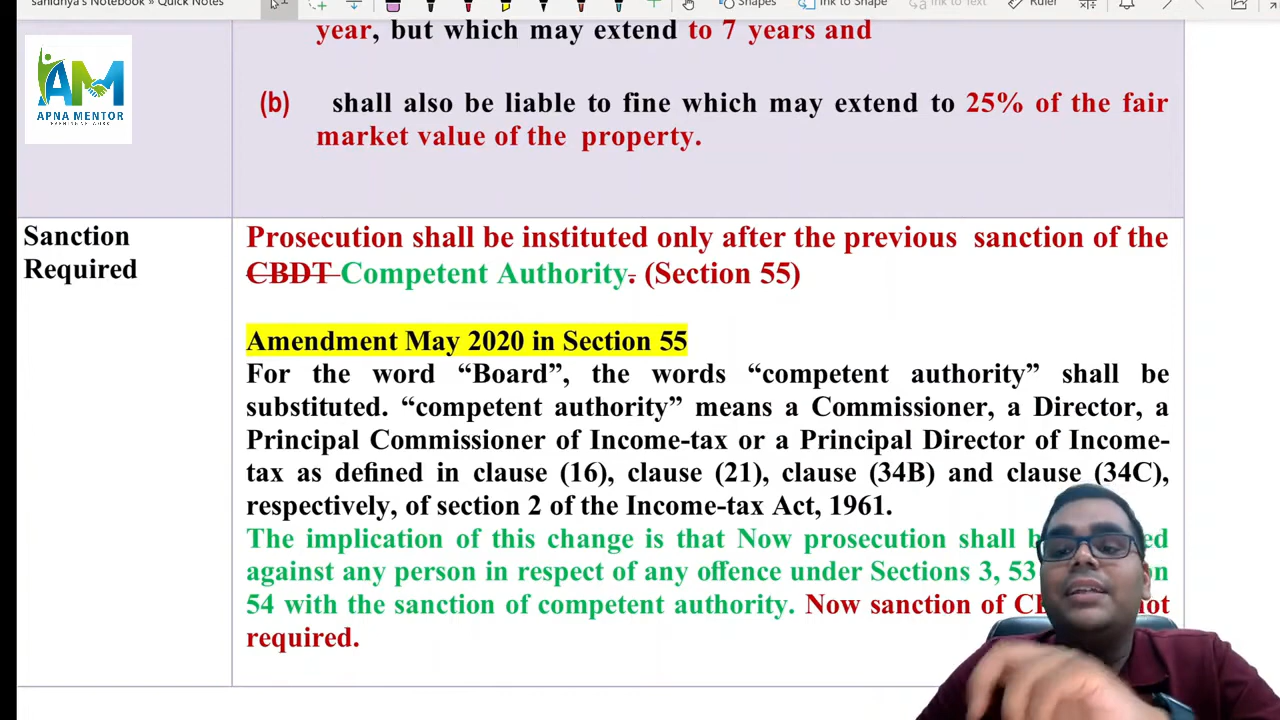 sanidhya's Notebook » Quick Notes
Shapes
Ink to Shape
Ink to Text
Ruler
year, but which may extend to 7 years and
AM
APNA MENTOR
(b) shall also be liable to fine which may extend to 25% of the fair
market value of the property.
Sanction
Required
Prosecution shall be instituted only after the previous sanction of the
CBDT Competent Authority. (Section 55)
Amendment May 2020 in Section 55
For the word “Board”, the words “competent authority” shall be
substituted. “competent authority” means a Commissioner, a Director, a
Principal Commissioner of Income-tax or a Principal Director of Income-
tax as defined in clause (16), clause (21), clause (34B) and clause (34C),
respectively, of section 2 of the Income-tax Act, 1961.
The implication of this change is that Now prosecution shall
against any person in respect of any offence under Sections 3, 53
54 with the sanction of competent authority. Now sanction of
required.